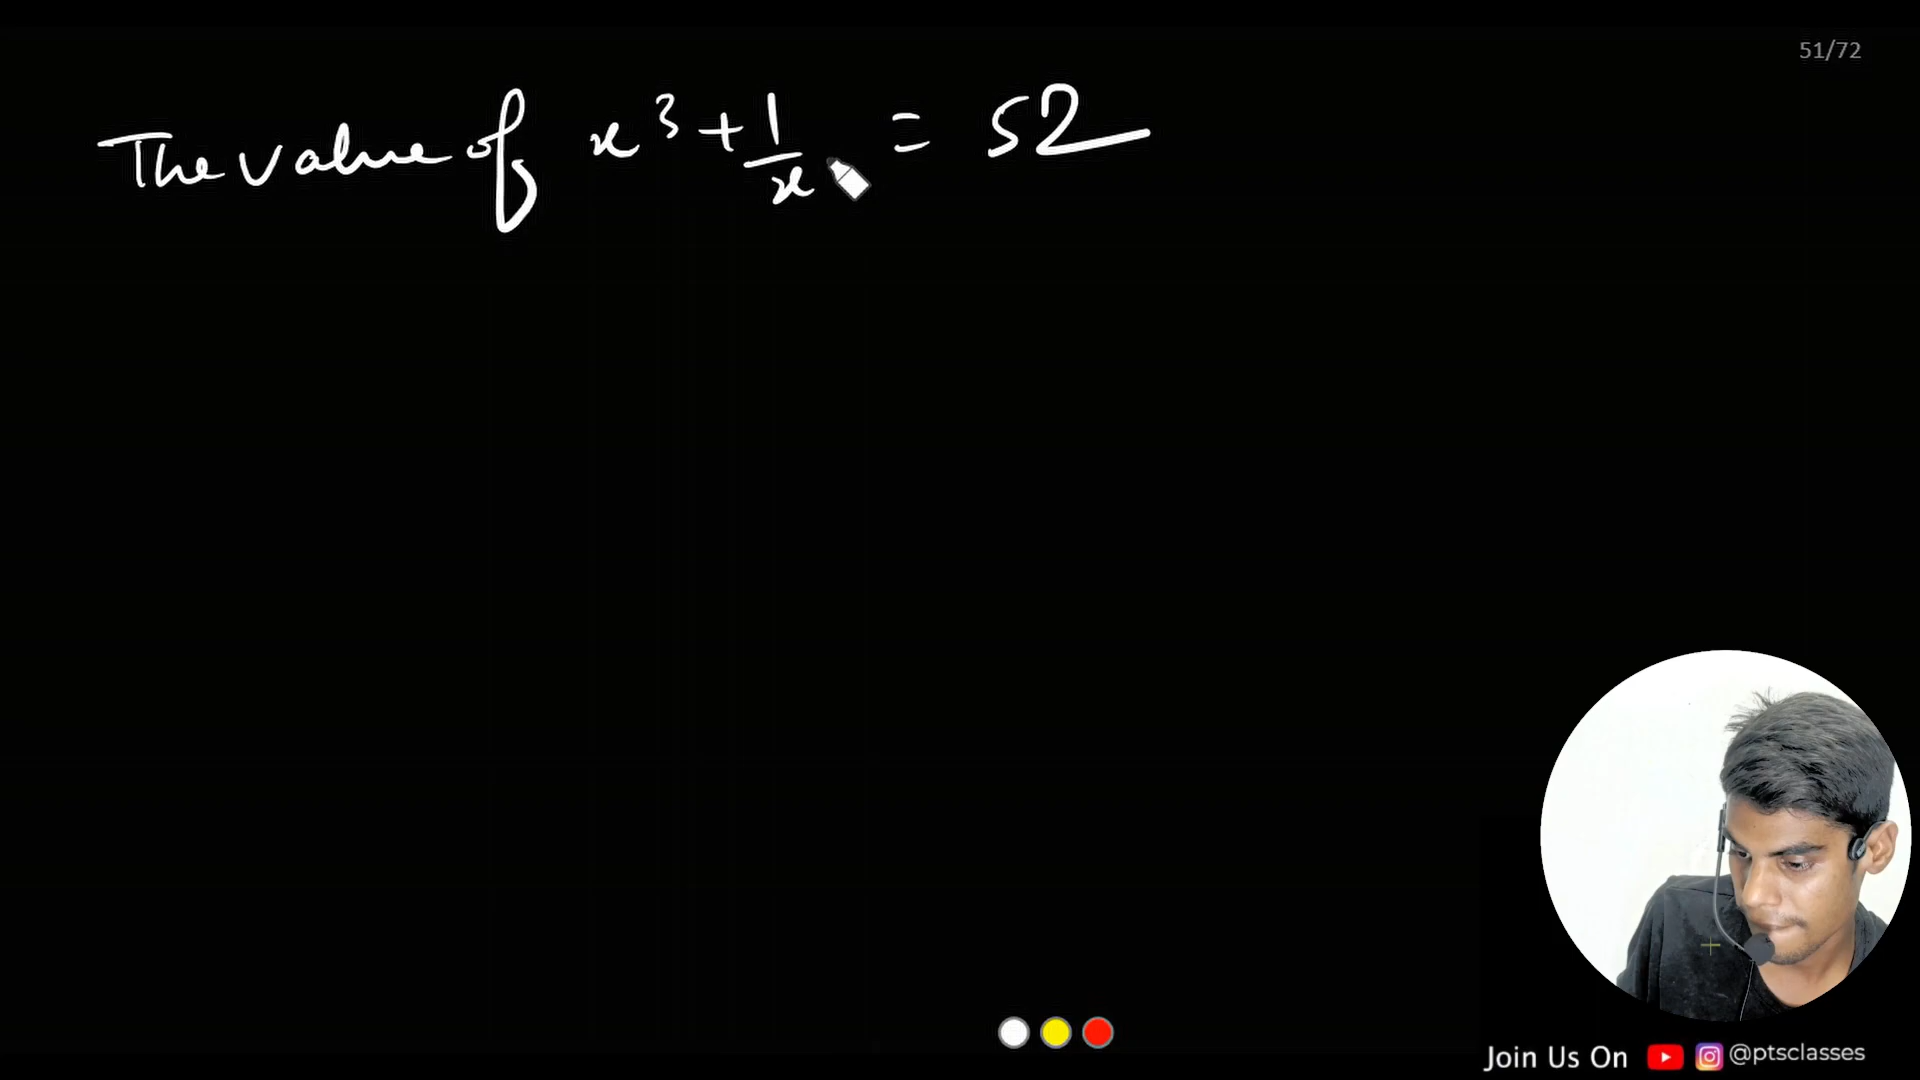 51/72
The value of x³ + 1/x = 52
Join Us On @ptsclasses